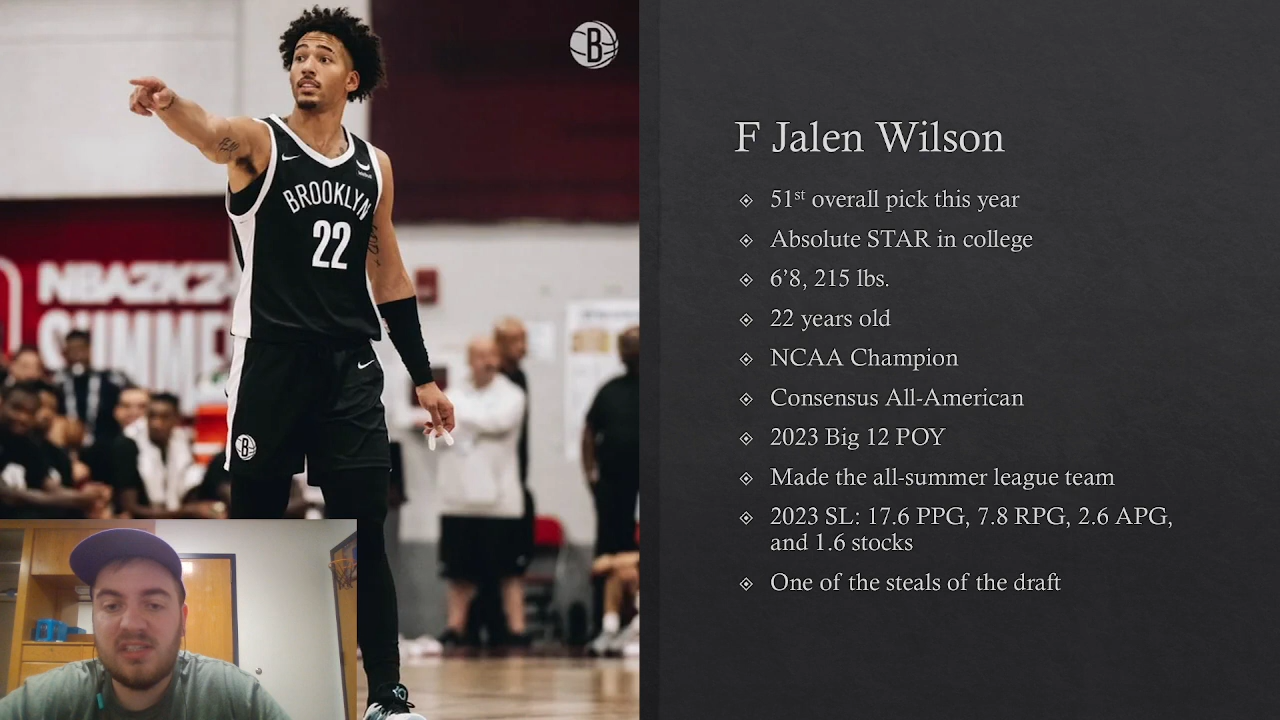 B
BROOKLYN
22
NBA2K24
SUMME
B
F Jalen Wilson
51st overall pick this year
Absolute STAR in college
6’8, 215 lbs.
22 years old
NCAA Champion
Consensus All-American
2023 Big 12 POY
Made the all-summer league team
2023 SL: 17.6 PPG, 7.8 RPG, 2.6 APG,
and 1.6 stocks
One of the steals of the draft